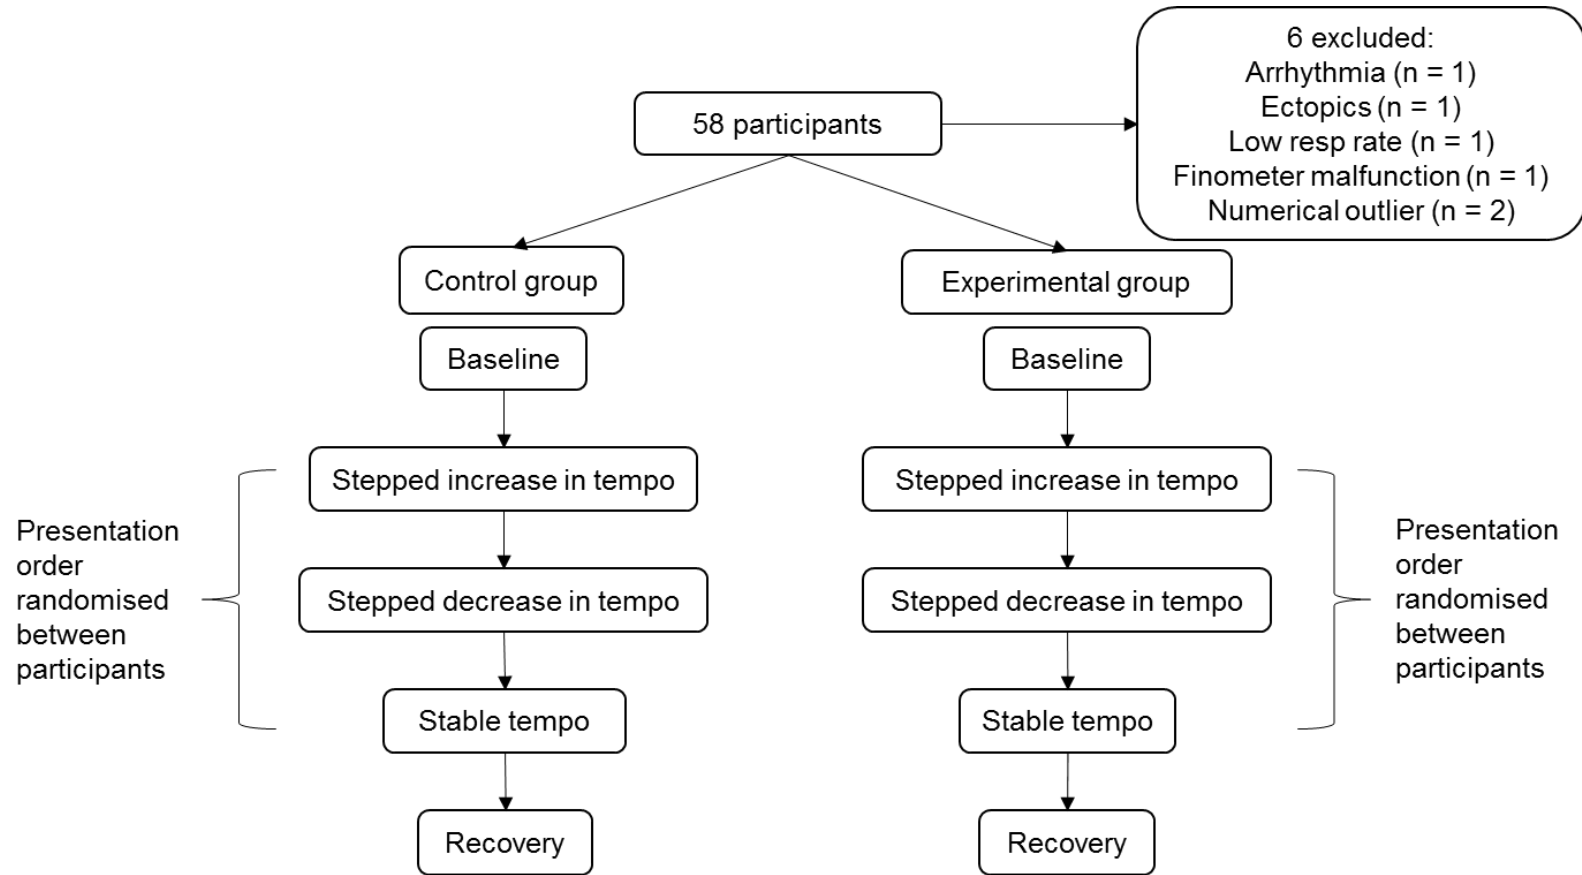 6 excluded:
Arrhythmia (n = 1)
Ectopics (n = 1)
Low resp rate (n = 1)
Finometer malfunction (n = 1)
Numerical outlier (n = 2)
58 participants
Control group
Experimental group
Baseline
Baseline
Stepped increase in tempo
Stepped increase in tempo
Presentation
order
randomised
between
participants
Presentation
order
randomised
between
participants
Stepped decrease in tempo
Stepped decrease in tempo
Stable tempo
Stable tempo
Recovery
Recovery